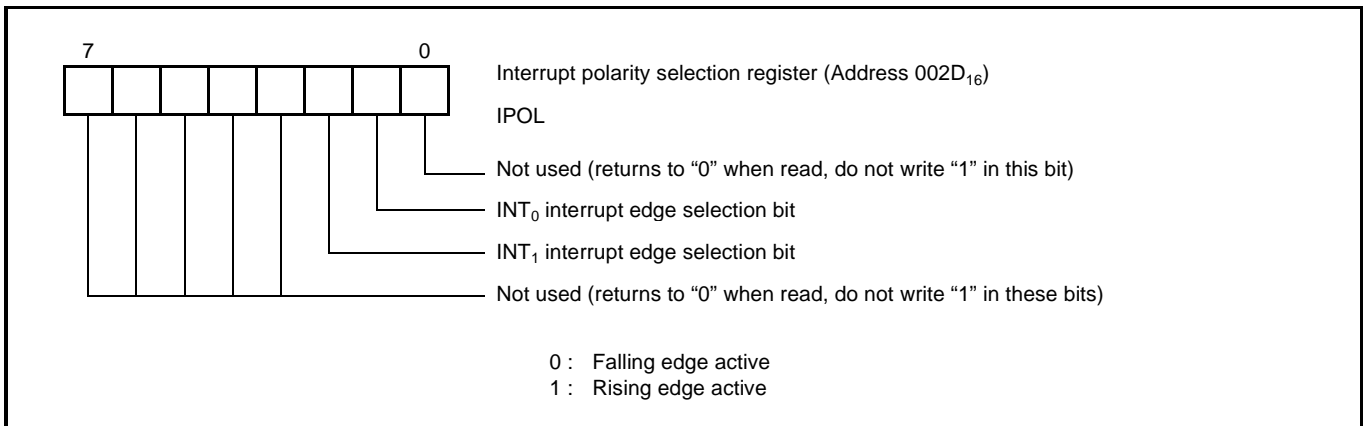 7 0
Interrupt polarity selection register (Address 002D₁₆)
IPOL
Not used (returns to “0” when read, do not write “1” in this bit)
INT₀ interrupt edge selection bit
INT₁ interrupt edge selection bit
Not used (returns to “0” when read, do not write “1” in these bits)
0 : Falling edge active
1 : Rising edge active